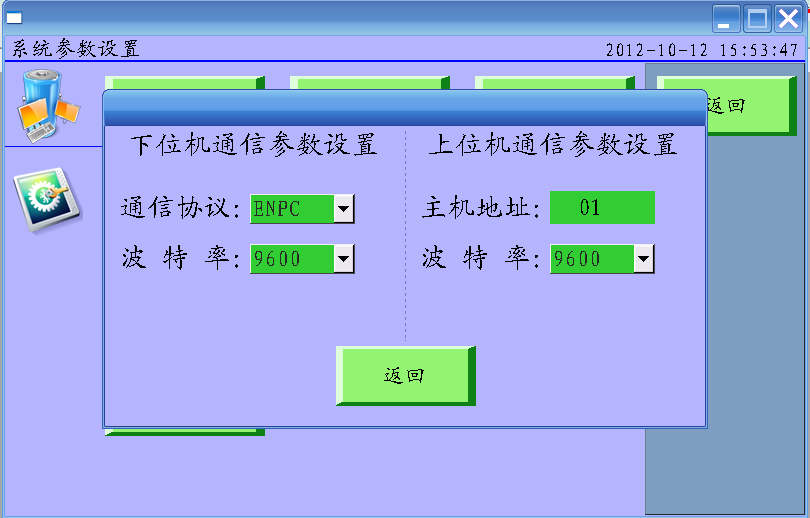 系统参数设置
2012-10-12 15:53:47
返回
下位机通信参数设置
上位机通信参数设置
通信协议: ENPC
主机地址: 01
波 特 率: 9600
波 特 率: 9600
返回